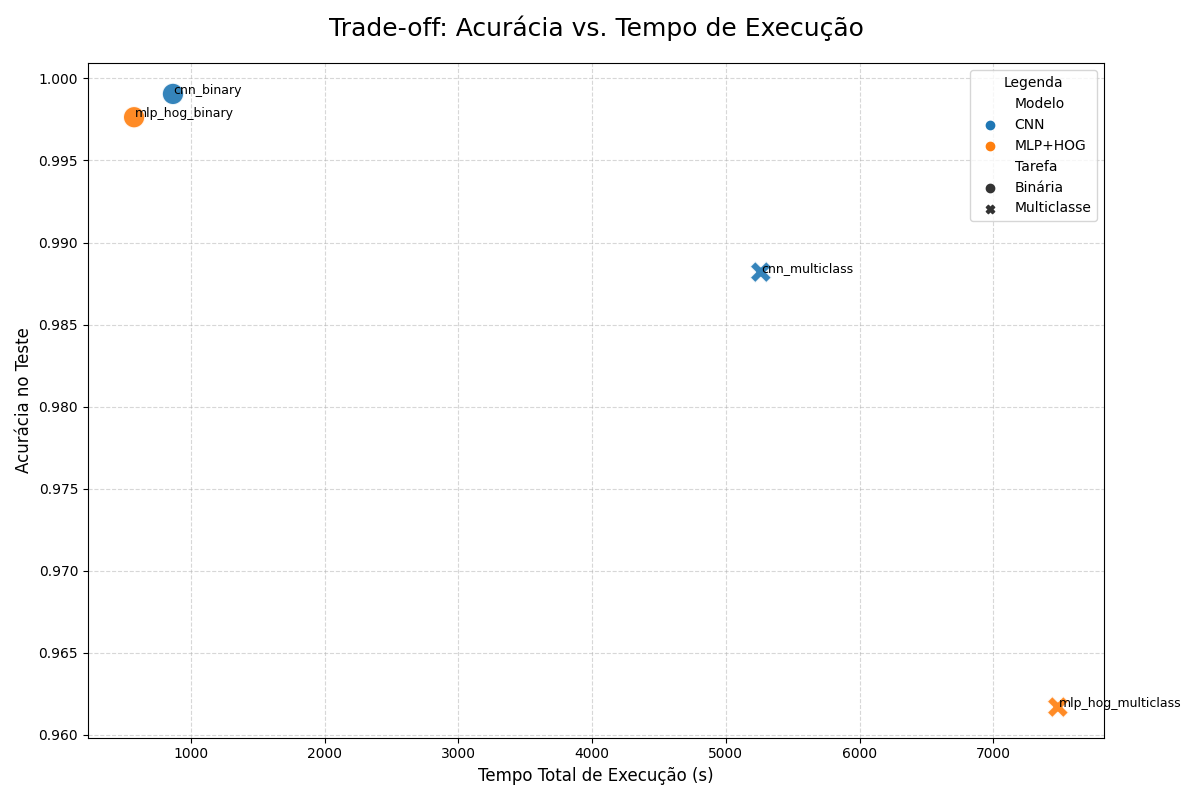 Trade-off: Acurácia vs. Tempo de Execução
1.000
0.995
0.990
0.985
0.980
0.975
0.970
0.965
0.960
Acurácia no Teste
cnn_binary
mlp_hog_binary
cnn_multiclass
mlp_hog_multiclass
Legenda
Modelo
CNN
MLP+HOG
Tarefa
Binária
Multiclasse
1000
2000
3000
4000
5000
6000
7000
Tempo Total de Execução (s)